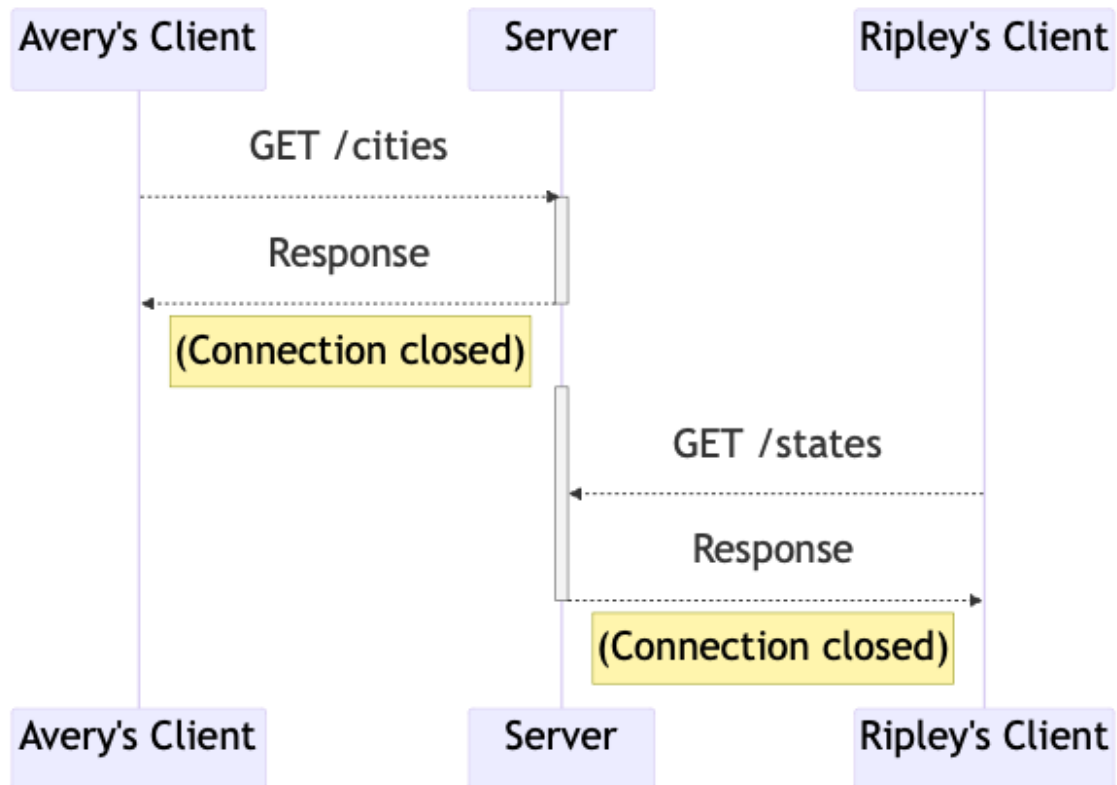 Avery's Client
Server
Ripley's Client
GET /cities
Response
(Connection closed)
GET /states
Response
(Connection closed)
Avery's Client
Server
Ripley's Client